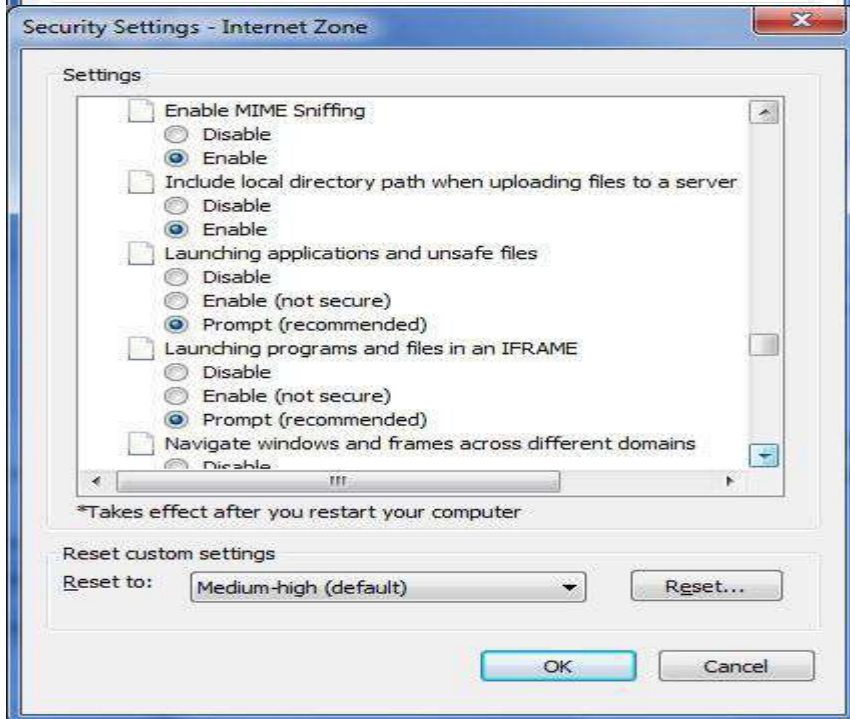 Security Settings - Internet Zone
Settings
Enable MIME Sniffing
Disable
Enable
Include local directory path when uploading files to a server
Disable
Enable
Launching applications and unsafe files
Disable
Enable (not secure)
Prompt (recommended)
Launching programs and files in an IFRAME
Disable
Enable (not secure)
Prompt (recommended)
Navigate windows and frames across different domains
Disable
*Takes effect after you restart your computer
Reset custom settings
Reset to: Medium-high (default) Reset...
OK Cancel